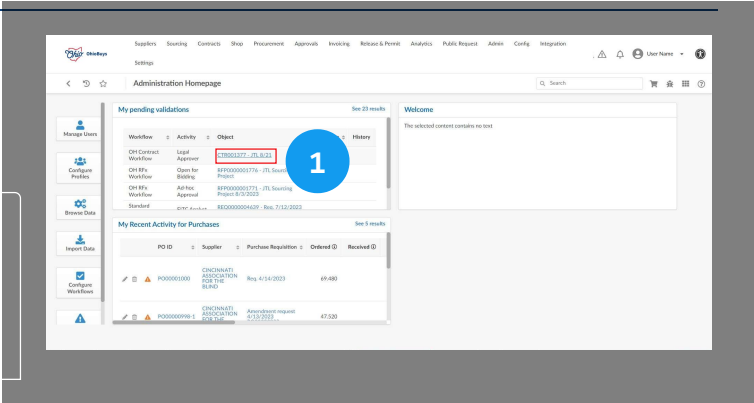 Suppliers Sourcing Contracts Shop Procurement Approvals Invoicing Release & Permit Analytics Public Request Admin Config Integration
Ohio OhioBuys
User Name
Settings
Administration Homepage
Search
My pending validations See 23 results
Welcome
The selected content contains no text
Manage Users
Workflow Activity Object History
OH Contract Workflow Legal Approver CTR001377 - JTL 8/21
1
Configure Profiles
OH RFx Workflow Open for Bidding RFP0000001776 - JTL Sourcing Project
OH RFx Workflow Ad-hoc Approval RFP0000001771 - JTL Sourcing Project 8/3/2023
Standard REQ0000004639 - Req. 7/13/2023
Browse Data
My Recent Activity for Purchases See 5 results
Import Data
PO ID Supplier Purchase Requisition Ordered Received
PO00001000 CINCINNATI ASSOCIATION FOR THE BLIND Req. 4/14/2023 69.480
Configure Workflows
PO00000998-1 CINCINNATI ASSOCIATION FOR THE Amendment request 6/13/2023 47.520